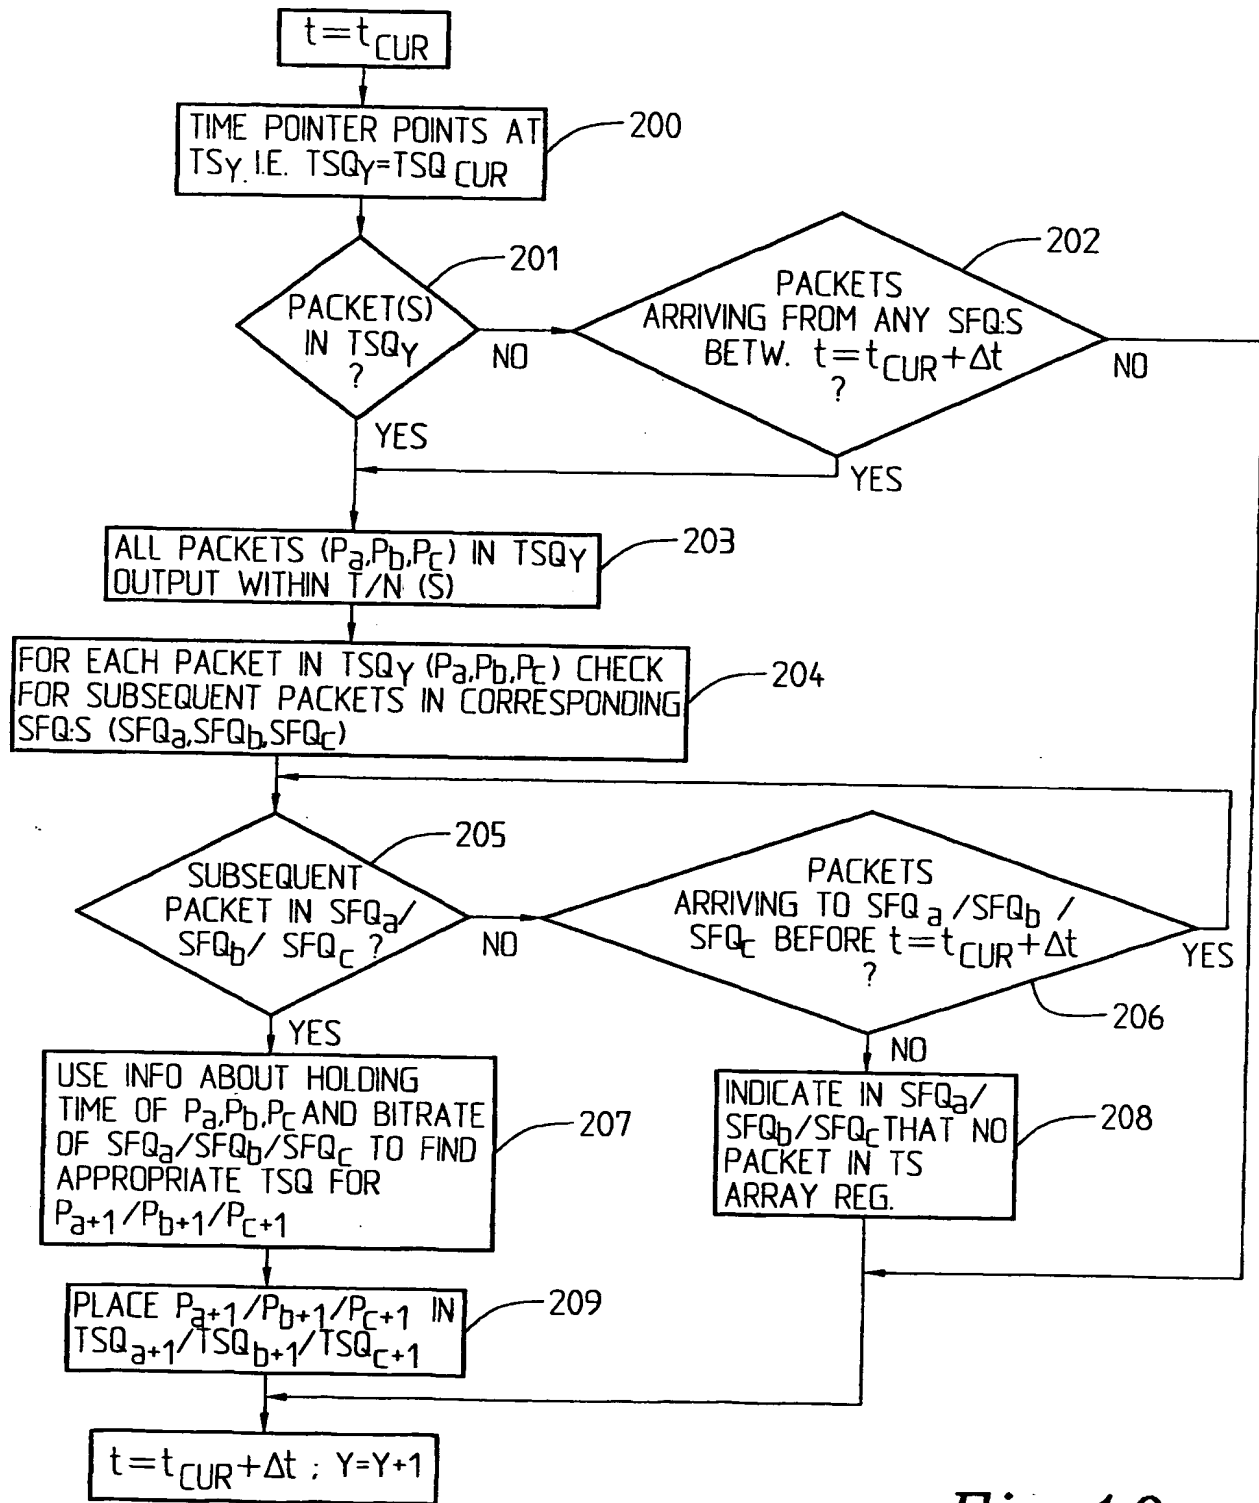 t=tCUR
TIME POINTER POINTS AT
TSY. I.E. TSQY=TSQ CUR
200
201
PACKET(S)
IN TSQY
?
NO
YES
202
PACKETS
ARRIVING FROM ANY SFQ:S
BETW. t=tCUR+Δt
?
NO
YES
ALL PACKETS (Pa,Pb,Pc) IN TSQY
OUTPUT WITHIN T/N (S)
203
FOR EACH PACKET IN TSQY (Pa,Pb,Pc) CHECK
FOR SUBSEQUENT PACKETS IN CORRESPONDING
SFQ:S (SFQa,SFQb,SFQc)
204
205
SUBSEQUENT
PACKET IN SFQa/
SFQb/ SFQc ?
NO
YES
PACKETS
ARRIVING TO SFQa/SFQb/
SFQc BEFORE t=tCUR+Δt
?
YES
206
NO
USE INFO ABOUT HOLDING
TIME OF Pa,Pb,Pc AND BITRATE
OF SFQa/SFQb/SFQc TO FIND
APPROPRIATE TSQ FOR
Pa+1/Pb+1/Pc+1
207
INDICATE IN SFQa/
SFQb/SFQc THAT NO
PACKET IN TS
ARRAY REG.
208
PLACE Pa+1/Pb+1/Pc+1 IN
TSQa+1/TSQb+1/TSQc+1
209
t=tCUR+Δt ; Y=Y+1